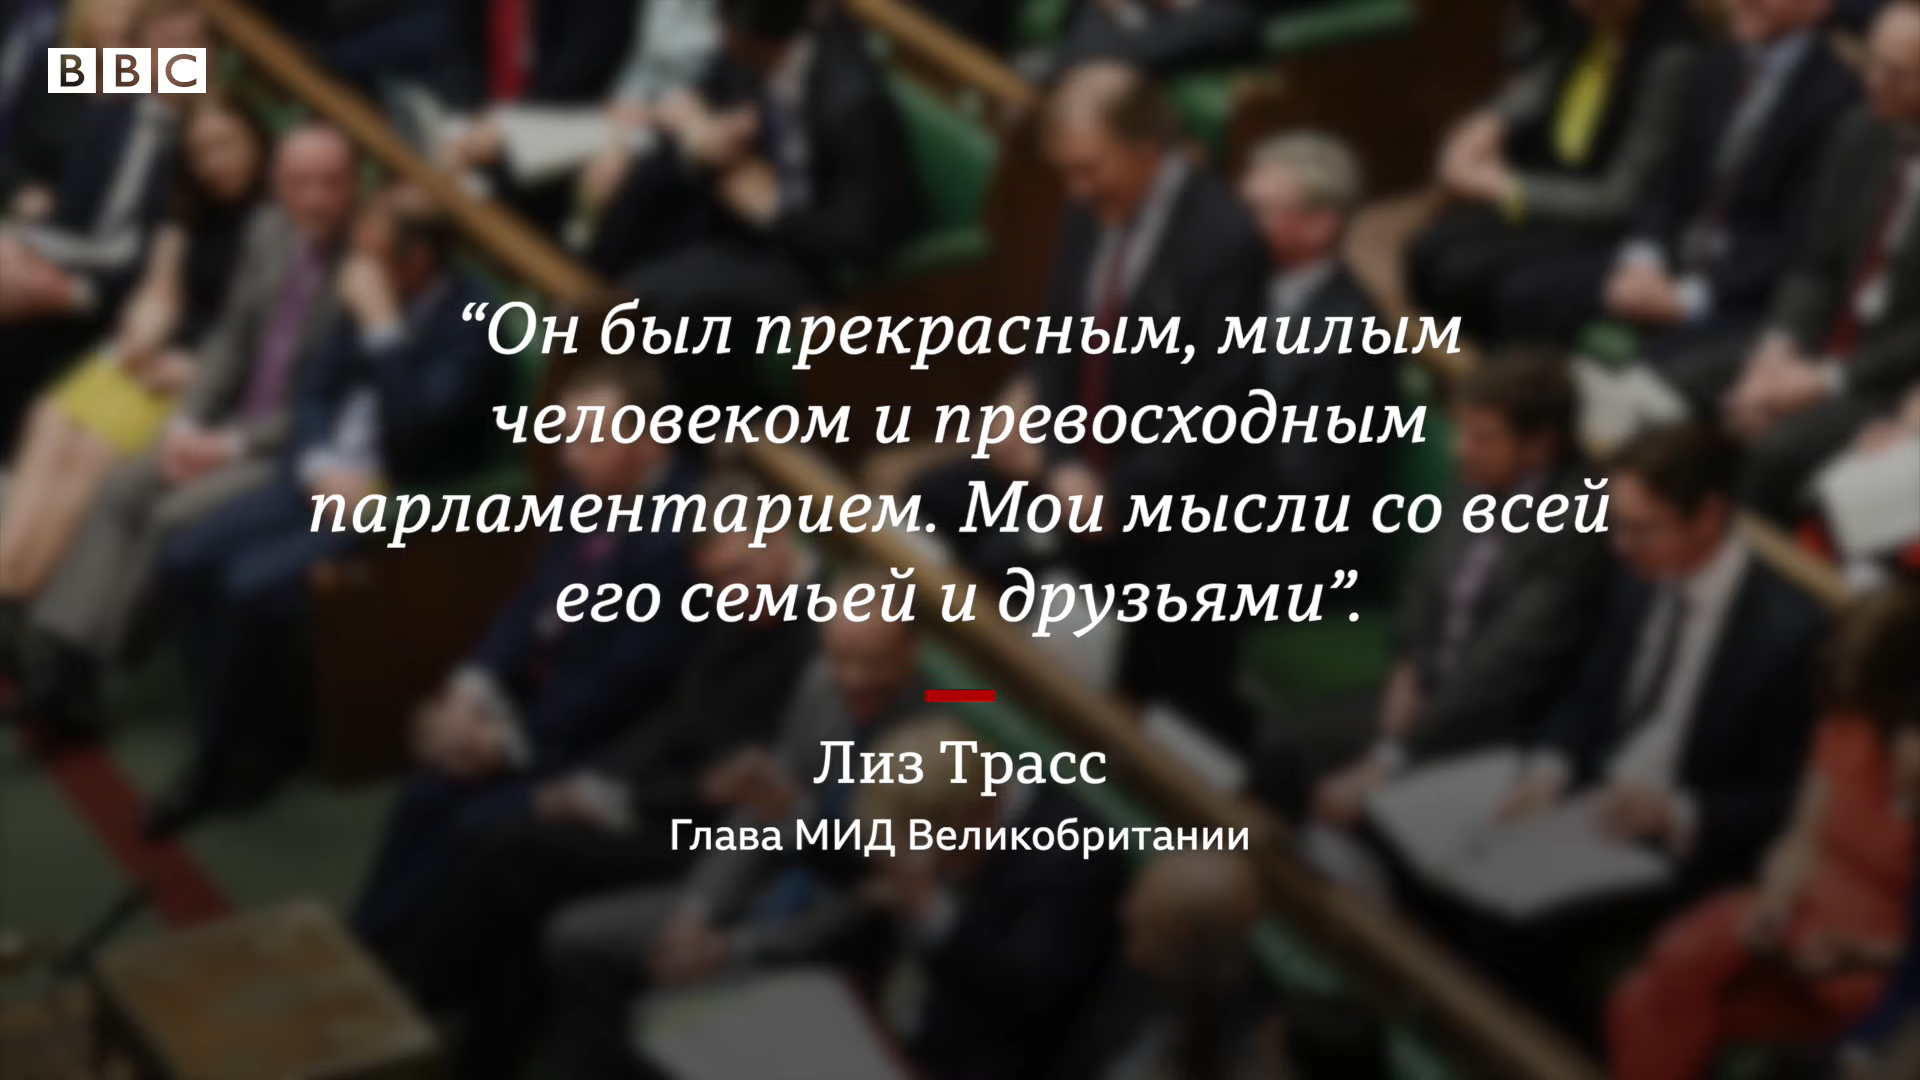 BBC
“Он был прекрасным, милым
человеком и превосходным
парламентарием. Мои мысли со всей
его семьей и друзьями”.
Лиз Трасс
Глава МИД Великобритании